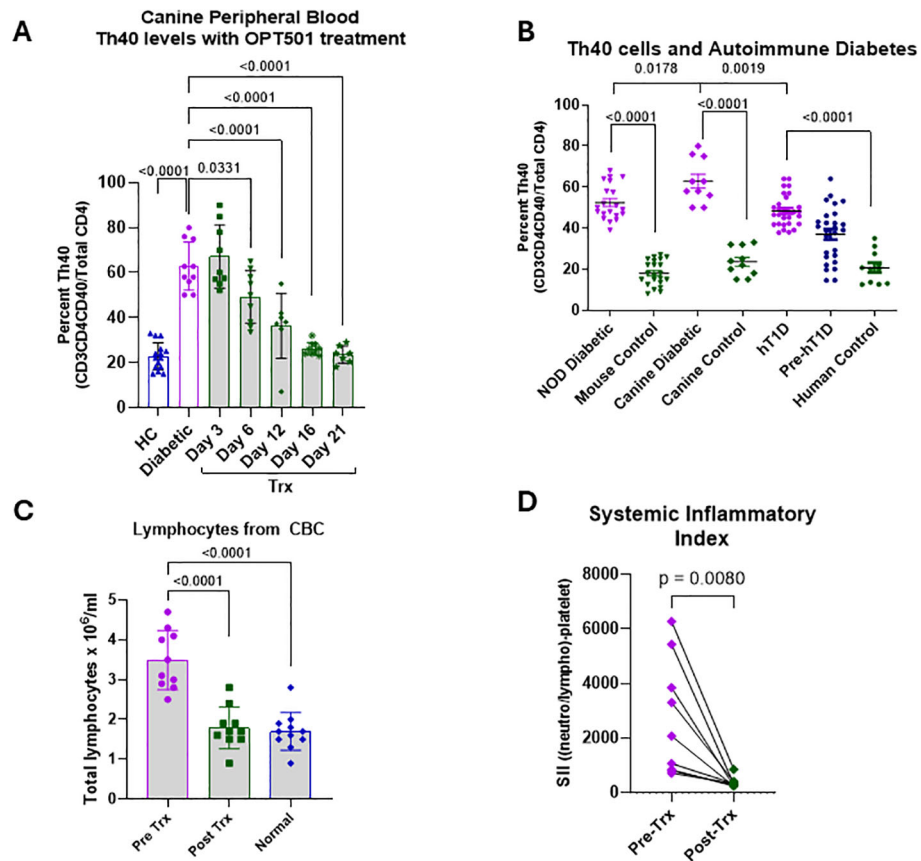 A
Canine Peripheral Blood
Th40 levels with OPT501 treatment
<0.0001
<0.0001
<0.0001
<0.0001
0.0331
Percent Th40
(CD3CD4CD40/Total CD4)
100
80
60
40
20
0
HC
Diabetic
Day 3
Day 6
Day 12
Day 16
Day 21
Trx
B
Th40 cells and Autoimmune Diabetes
0.0178
0.0019
<0.0001
<0.0001
<0.0001
Percent Th40
(CD3CD4CD40/Total CD4)
100
80
60
40
20
0
NOD Diabetic
Mouse Control
Canine Diabetic
Canine Control
hT1D
Pre-hT1D
Human Control
C
Lymphocytes from CBC
<0.0001
<0.0001
Total lymphocytes x 10⁶/ml
5
4
3
2
1
0
Pre Trx
Post Trx
Normal
D
Systemic Inflammatory
Index
p = 0.0080
SII ((neutro/lympho)-platelet
8000
6000
4000
2000
0
Pre-Trx
Post-Trx